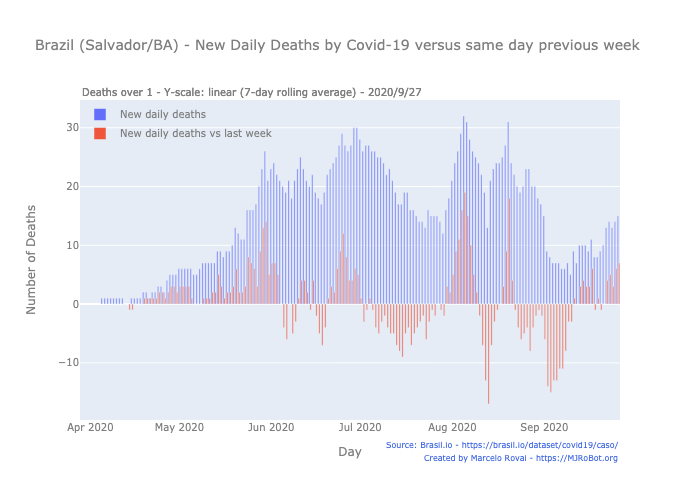 Brazil (Salvador/BA) - New Daily Deaths by Covid-19 versus same day previous week
Deaths over 1 - Y-scale: linear (7-day rolling average) - 2020/9/27
New daily deaths
New daily deaths vs last week
Number of Deaths
30
20
10
0
−10
Apr 2020 May 2020 Jun 2020 Jul 2020 Aug 2020 Sep 2020
Day
Source: Brasil.io - https://brasil.io/dataset/covid19/caso/
Created by Marcelo Rovai - https://MJRoBot.org